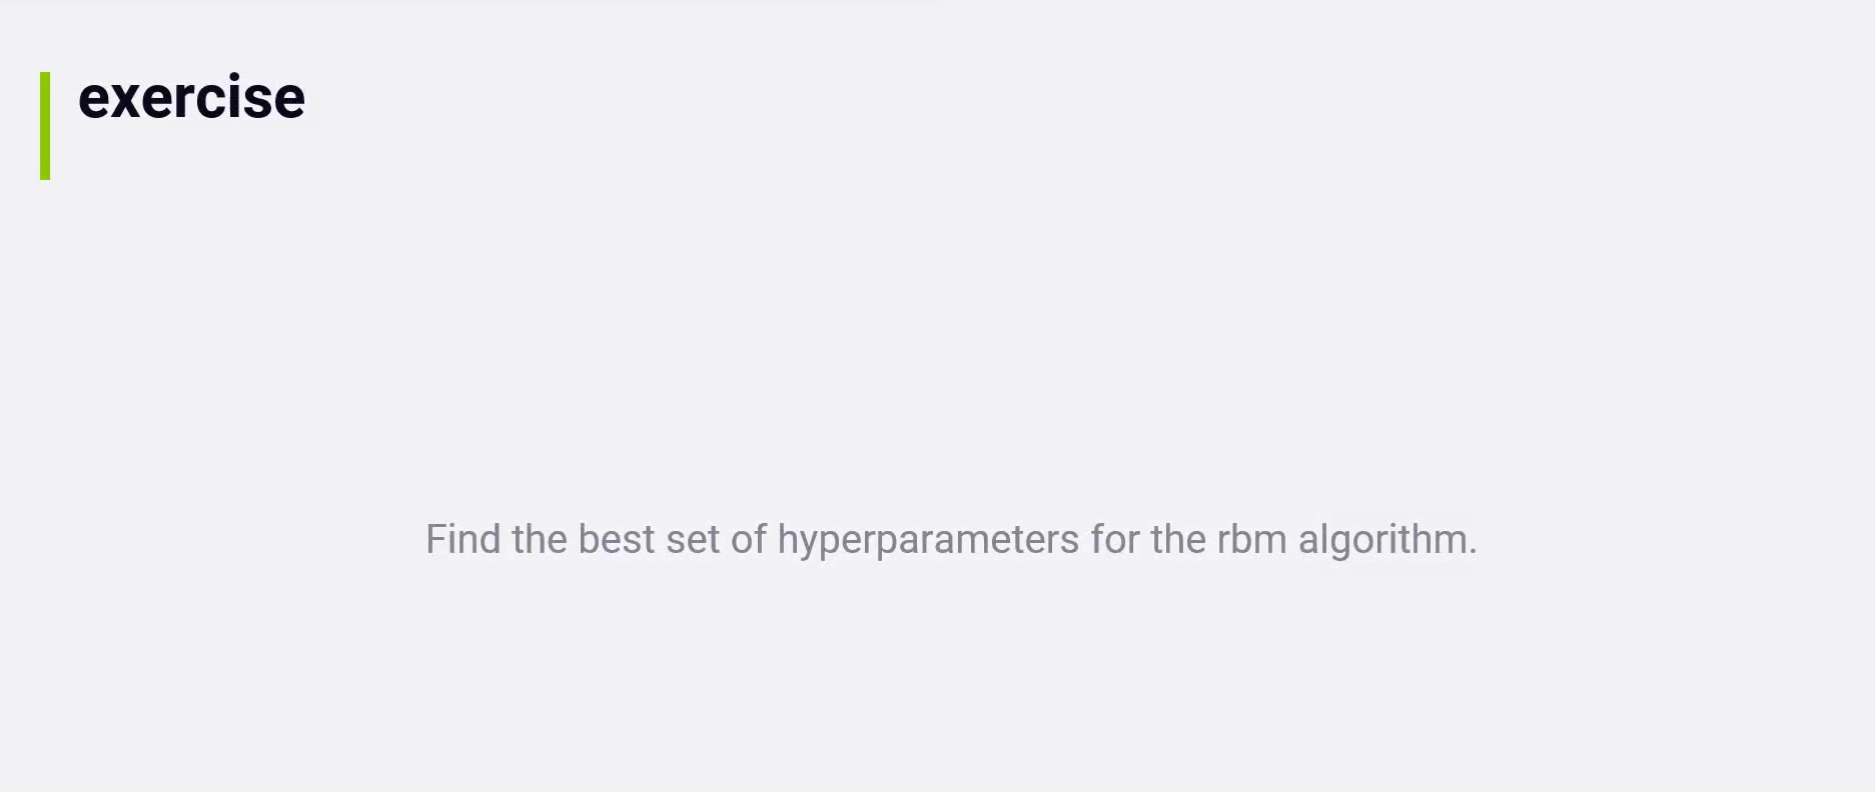 exercise
Find the best set of hyperparameters for the rbm algorithm.